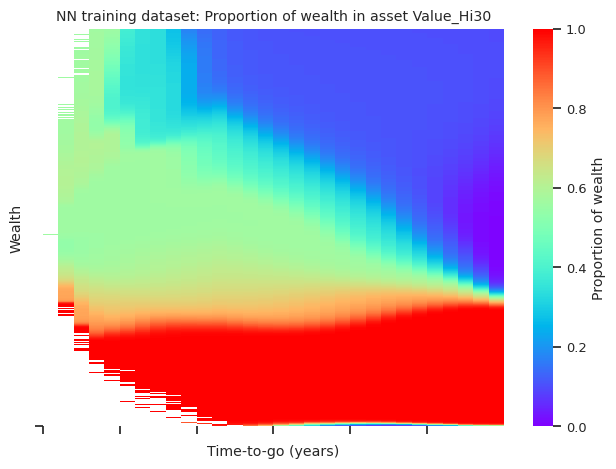 NN training dataset: Proportion of wealth in asset Value_Hi30
Wealth
Time-to-go (years)
1.0
0.8
0.6
0.4
0.2
0.0
Proportion of wealth